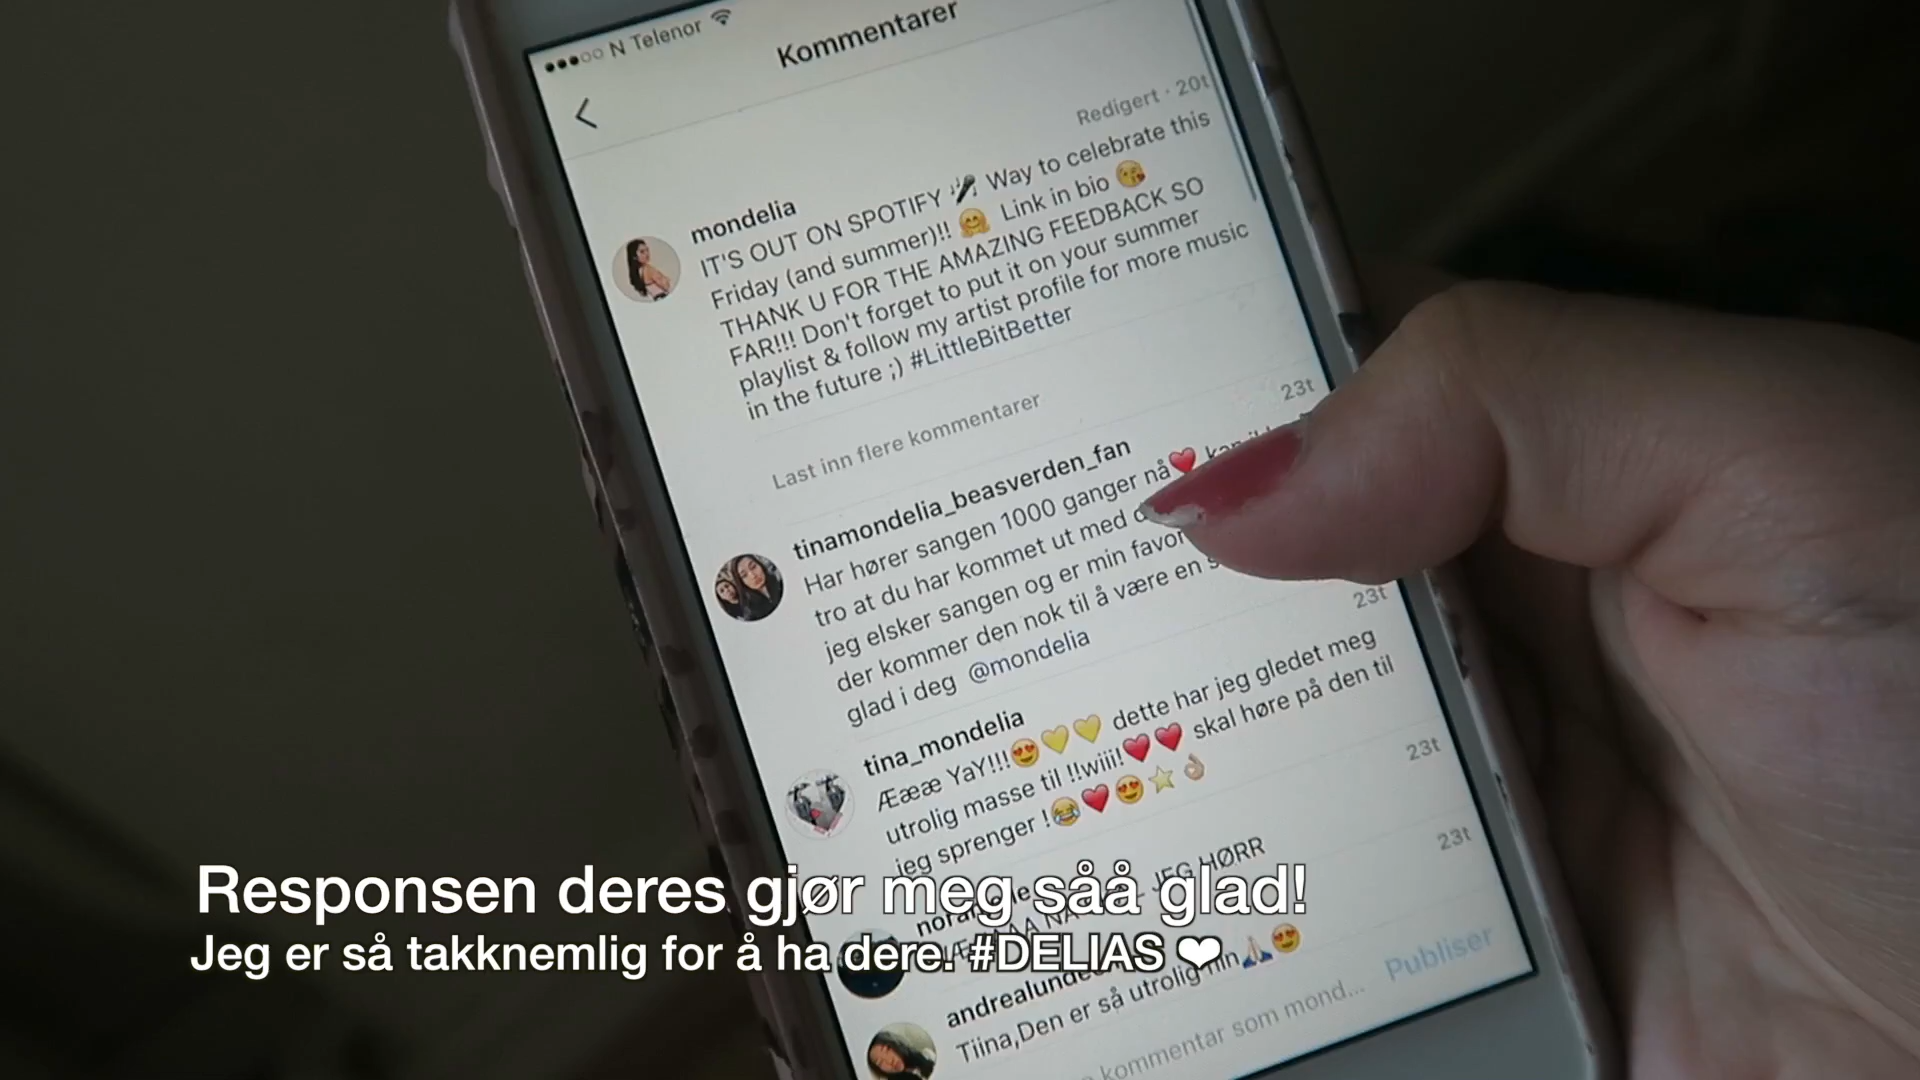 N Telenor
Kommentarer
Redigert · 20t
mondelia
IT'S OUT ON SPOTIFY 🎤 Way to celebrate this
Friday (and summer)!! 🤗 Link in bio 😘
THANK U FOR THE AMAZING FEEDBACK SO
FAR!!! Don't forget to put it on your summer
playlist & follow my artist profile for more music
in the future ;) #LittleBitBetter
Last inn flere kommentarer
23t
tinamondelia_beasverden_fan
Har hører sangen 1000 ganger nå❤️
tro at du har kommet ut med
jeg elsker sangen og er min
der kommer den nok til å være en
glad i deg @mondelia
23t
tina_mondelia
Æææ YaY!!!😍💛💛 dette har jeg gledet meg
utrolig masse til !!wiii!❤️❤️ skal høre på den til
jeg sprenger !😂❤️😍⭐👌🏼
23t
JEG HØRR
23t
Tiina,Den er så utrolig 🙏🏻😍
kommentar som mond...
Publiser
Responsen deres gjør meg såå glad!
Jeg er så takknemlig for å ha dere. #DELIAS ❤